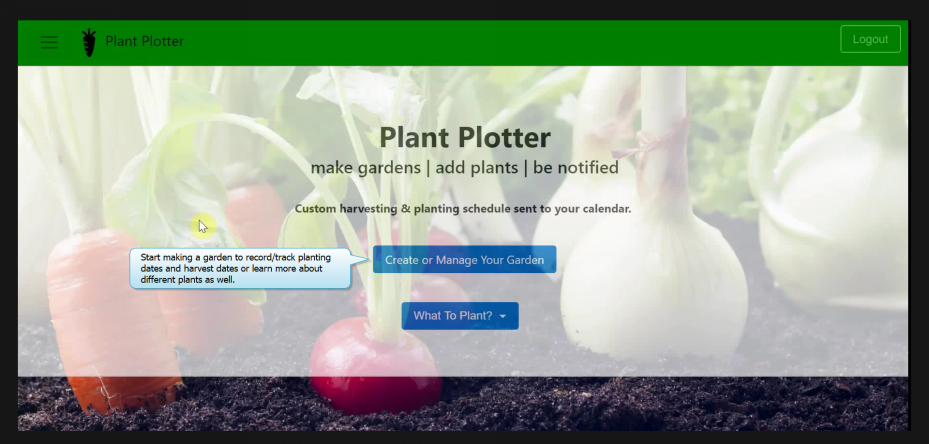 Plant Plotter
Logout
Plant Plotter
make gardens | add plants | be notified
Custom harvesting & planting schedule sent to your calendar.
Start making a garden to record/track planting
dates and harvest dates or learn more about
different plants as well.
Create or Manage Your Garden
What To Plant?